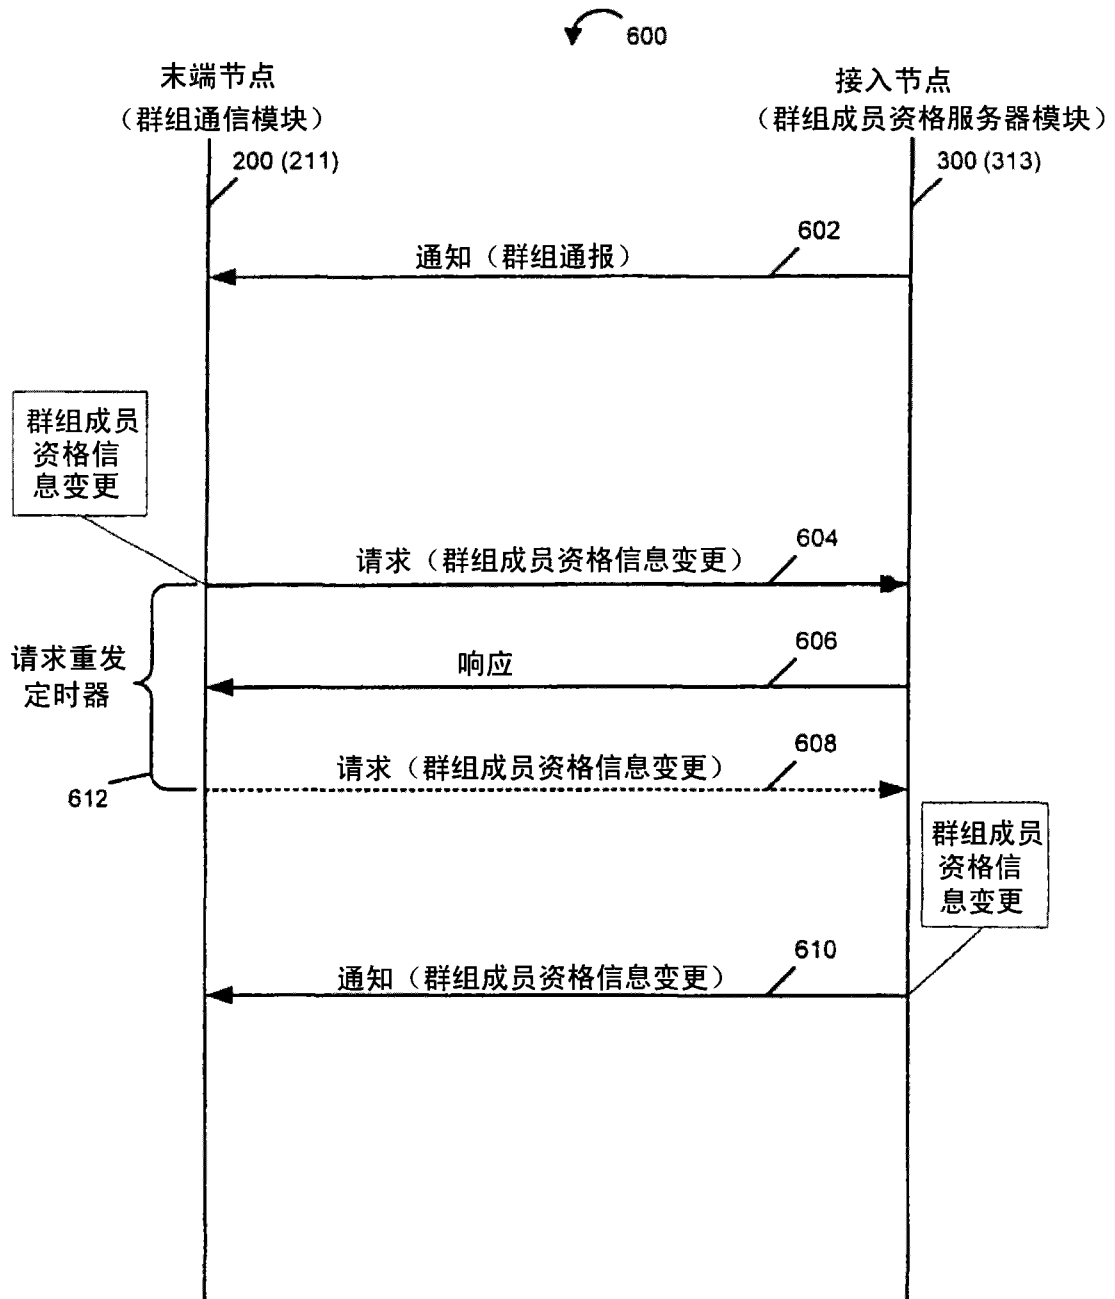 600
末端节点
（群组通信模块）
接入节点
（群组成员资格服务器模块）
200 (211)
300 (313)
602
通知（群组通报）
群组成员
资格信
息变更
604
请求（群组成员资格信息变更）
606
响应
请求重发
定时器
608
请求（群组成员资格信息变更）
612
群组成员
资格信
息变更
610
通知（群组成员资格信息变更）